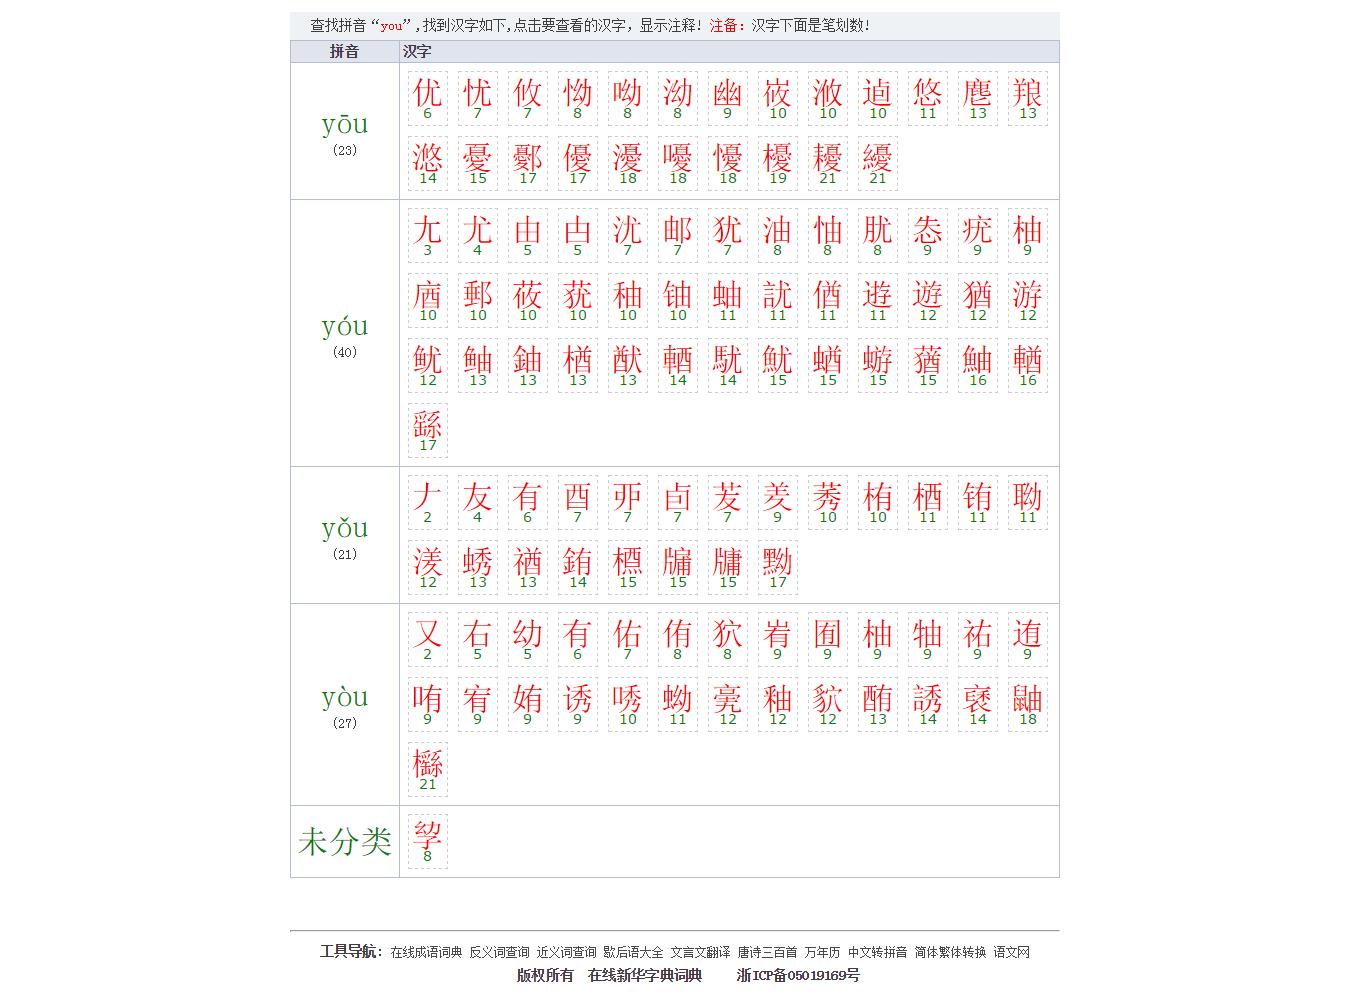 查找拼音“you”,找到汉字如下,点击要查看的汉字，显示注释! 注备：汉字下面是笔划数!
拼音 汉字
yōu
(23)
优 忧 攸 怮 呦 泑 幽 峳 浟 逌 悠 麀 羪
6 7 7 8 8 8 9 10 10 10 11 13 13
滺 憂 鄾 優 瀀 嚘 懮 櫌 耰 纋
14 15 17 17 18 18 18 19 21 21
yóu
(40)
尢 尤 由 甴 沋 邮 犹 油 怞 肬 怣 疣 柚
3 4 5 5 7 7 7 8 8 8 9 9 9
庮 郵 莜 莸 秞 铀 蚰 訧 偤 逰 遊 猶 游
10 10 10 10 10 10 11 11 11 11 12 12 12
鱿 鲉 鈾 楢 猷 輏 駀 魷 蝤 蝣 蕕 鮋 輶
12 13 13 13 13 14 14 15 15 15 15 16 16
繇
17
yǒu
(21)
𠂇 友 有 酉 丣 卣 苃 羑 莠 栯 梄 铕 聈
2 4 6 7 7 7 7 9 10 10 11 11 11
湵 蜏 禉 銪 槱 牖 牗 黝
12 13 13 14 15 15 15 17
yòu
(27)
又 右 幼 有 佑 侑 狖 峟 囿 柚 牰 祐 迶
2 5 5 6 7 8 8 9 9 9 9 9 9
哊 宥 姷 诱 唀 蚴 亴 釉 貁 酭 誘 褎 鼬
9 9 9 9 10 11 12 12 12 13 14 14 18
櫾
21
未分类
8
工具导航： 在线成语词典 反义词查询 近义词查询 歇后语大全 文言文翻译 唐诗三百首 万年历 中文转拼音 简体繁体转换 语文网
版权所有 在线新华字典词典 浙ICP备05019169号